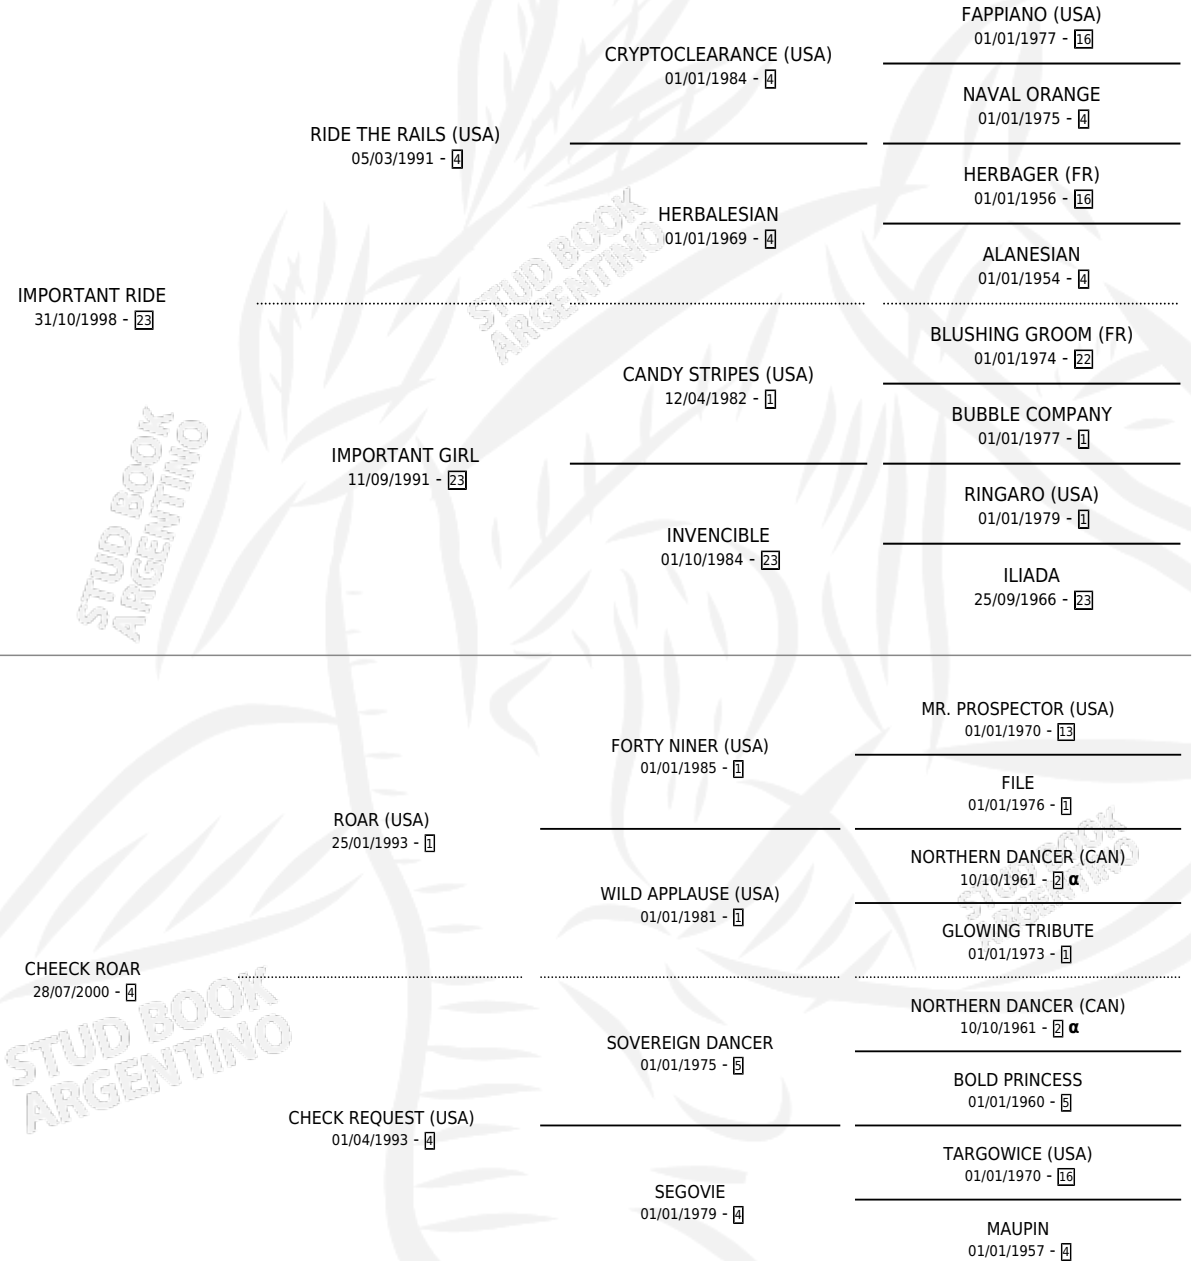 FAPPIANO (USA)
01/01/1977 - 16
CRYPTOCLEARANCE (USA)
01/01/1984 - 4
NAVAL ORANGE
01/01/1975 - 4
RIDE THE RAILS (USA)
05/03/1991 - 4
HERBAGER (FR)
01/01/1956 - 16
HERBALESIAN
01/01/1969 - 4
ALANESIAN
01/01/1954 - 4
IMPORTANT RIDE
31/10/1998 - 23
BLUSHING GROOM (FR)
01/01/1974 - 22
CANDY STRIPES (USA)
12/04/1982 - 1
BUBBLE COMPANY
01/01/1977 - 1
IMPORTANT GIRL
11/09/1991 - 23
RINGARO (USA)
01/01/1979 - 1
INVENCIBLE
01/10/1984 - 23
ILIADA
25/09/1966 - 23
MR. PROSPECTOR (USA)
01/01/1970 - 13
FORTY NINER (USA)
01/01/1985 - 1
FILE
01/01/1976 - 1
ROAR (USA)
25/01/1993 - 1
NORTHERN DANCER (CAN)
10/10/1961 - 2 α
WILD APPLAUSE (USA)
01/01/1981 - 1
GLOWING TRIBUTE
01/01/1973 - 1
CHEECK ROAR
28/07/2000 - 4
NORTHERN DANCER (CAN)
10/10/1961 - 2 α
SOVEREIGN DANCER
01/01/1975 - 5
BOLD PRINCESS
01/01/1960 - 5
CHECK REQUEST (USA)
01/04/1993 - 4
TARGOWICE (USA)
01/01/1970 - 16
SEGOVIE
01/01/1979 - 4
MAUPIN
01/01/1957 - 4
STUD BOOK
ARGENTINO
STUD BOOK
ARGENTINO
STUD BOOK
ARGENTINO
STUD BOOK
ARGENTINO